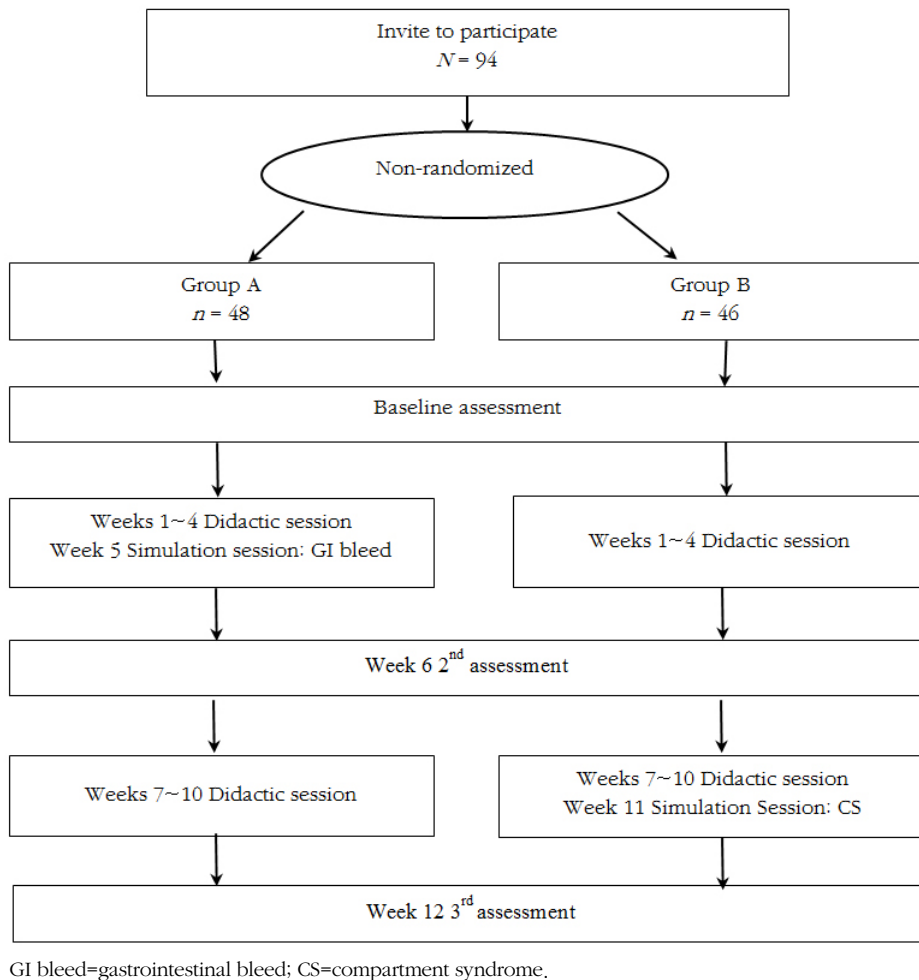 Invite to participate
N = 94
Non-randomized
Group A
n = 48
Group B
n = 46
Baseline assessment
Weeks 1~4 Didactic session
Week 5 Simulation session: GI bleed
Weeks 1~4 Didactic session
Week 6 2nd assessment
Weeks 7~10 Didactic session
Weeks 7~10 Didactic session
Week 11 Simulation Session: CS
Week 12 3rd assessment
GI bleed=gastrointestinal bleed; CS=compartment syndrome.